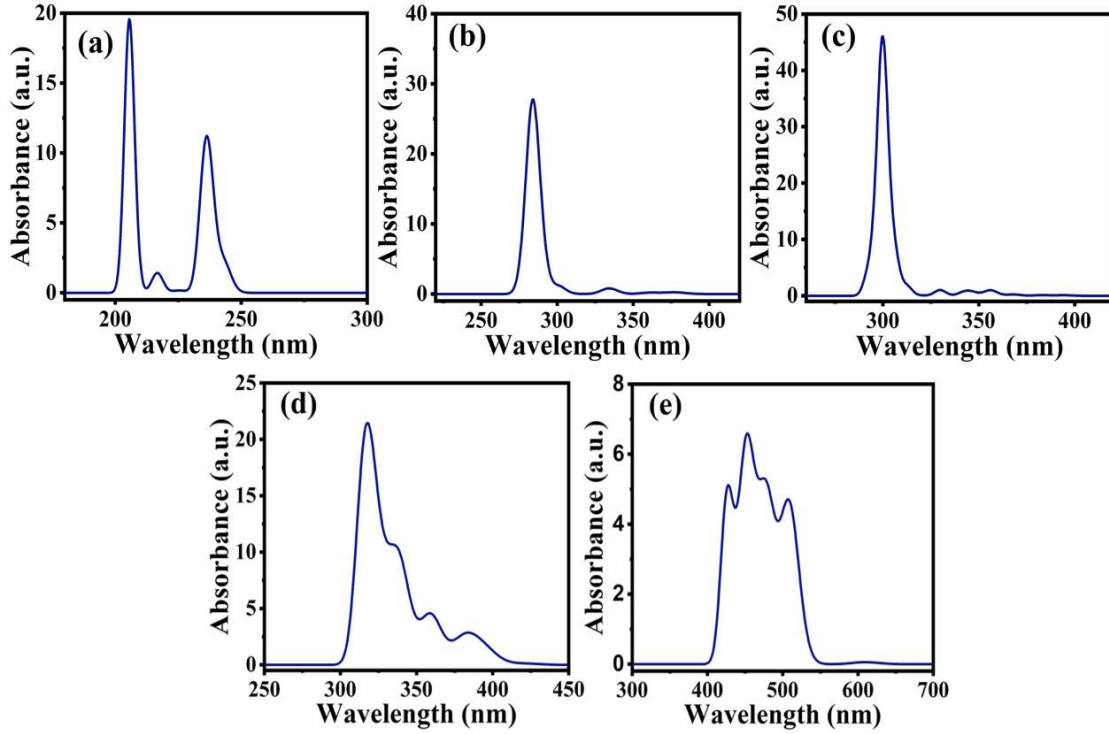 (a)
20
15
10
5
0
200 250 300
Absorbance (a.u.)
Wavelength (nm)
(b)
40
30
20
10
0
250 300 350 400
Absorbance (a.u.)
Wavelength (nm)
(c)
50
40
30
20
10
0
300 350 400
Absorbance (a.u.)
Wavelength (nm)
(d)
25
20
15
10
5
0
250 300 350 400 450
Absorbance (a.u.)
Wavelength (nm)
(e)
8
6
4
2
0
300 400 500 600 700
Absorbance (a.u.)
Wavelength (nm)